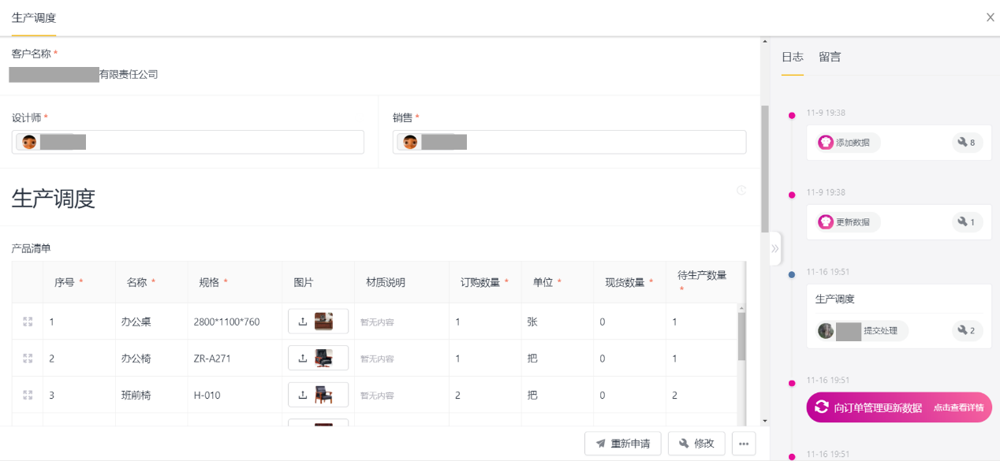 生产调度
客户名称 *
有限责任公司
设计师 *
销售 *
生产调度
产品清单
序号 * 名称 * 规格 * 图片 材质说明 订购数量 * 单位 * 现货数量 * 待生产数量 *
1 办公桌 2800*1100*760 暂无内容 1 张 0 1
2 办公椅 ZR-A271 暂无内容 1 把 0 1
3 班前椅 H-010 暂无内容 2 把 0 2
重新申请 修改
日志 留言
11-9 19:38
添加数据 8
11-9 19:38
更新数据 1
11-16 19:51
生产调度
提交处理 2
11-16 19:51
向订单管理更新数据 点击查看详情
11-16 19:51